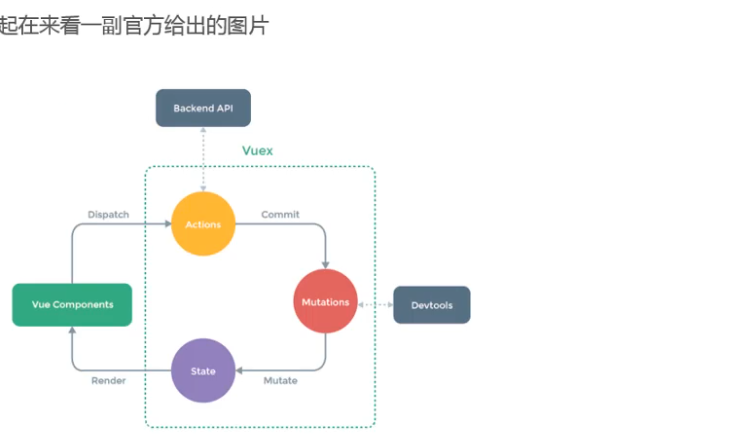 起在来看一副官方给出的图片
Backend API
Vuex
Dispatch
Actions
Commit
Vue Components
Mutations
Devtools
State
Render
Mutate